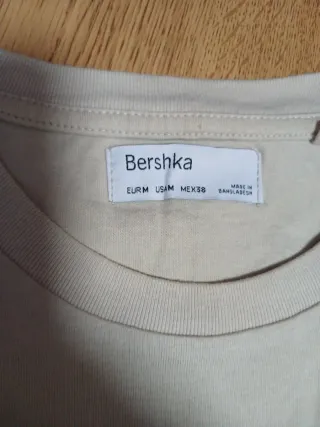 Bershka
EUR M USA M MEX 38
MADE IN
BANGLADESH